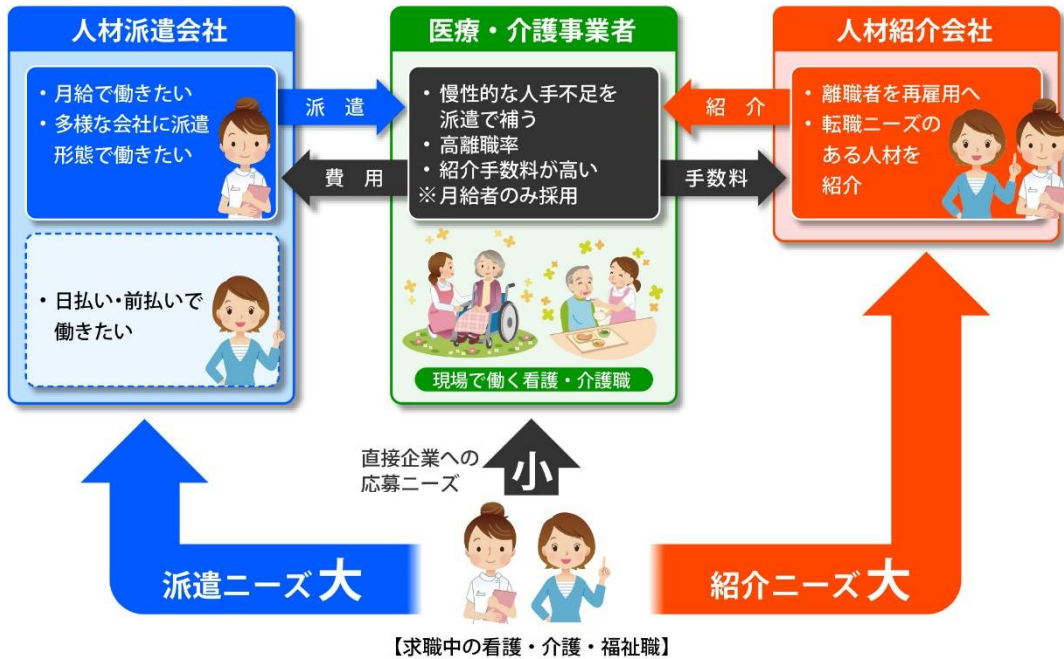 人材派遣会社
・月給で働きたい
・多様な会社に派遣
形態で働きたい
・日払い・前払いで
働きたい
派遣
費用
医療・介護事業者
・慢性的な人手不足を
派遣で補う
・高離職率
・紹介手数料が高い
※月給者のみ採用
現場で働く看護・介護職
紹介
手数料
人材紹介会社
・離職者を再雇用へ
・転職ニーズの
ある人材を
紹介
直接企業への
応募ニーズ
小
派遣ニーズ大
紹介ニーズ大
【求職中の看護・介護・福祉職】